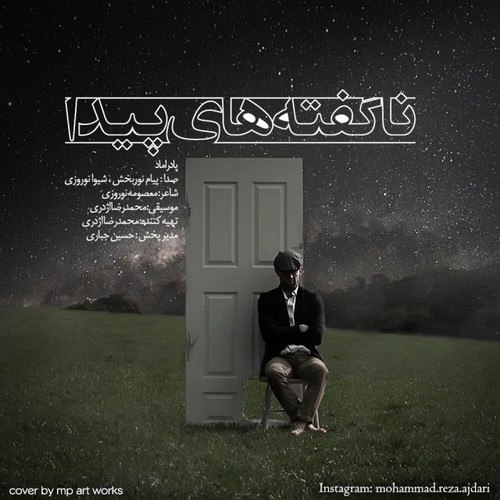 ناگفته‌های پیدا
پادراماد
صدا : پیام نوربخش ، شیوا نوروزی
شاعر : معصومه نوروزی
موسیقی : محمدرضا اژدری
تهیه کننده : محمدرضا اژدری
مدیر پخش : حسین جباری
cover by mp art works
Instagram: mohammad.reza.ajdari